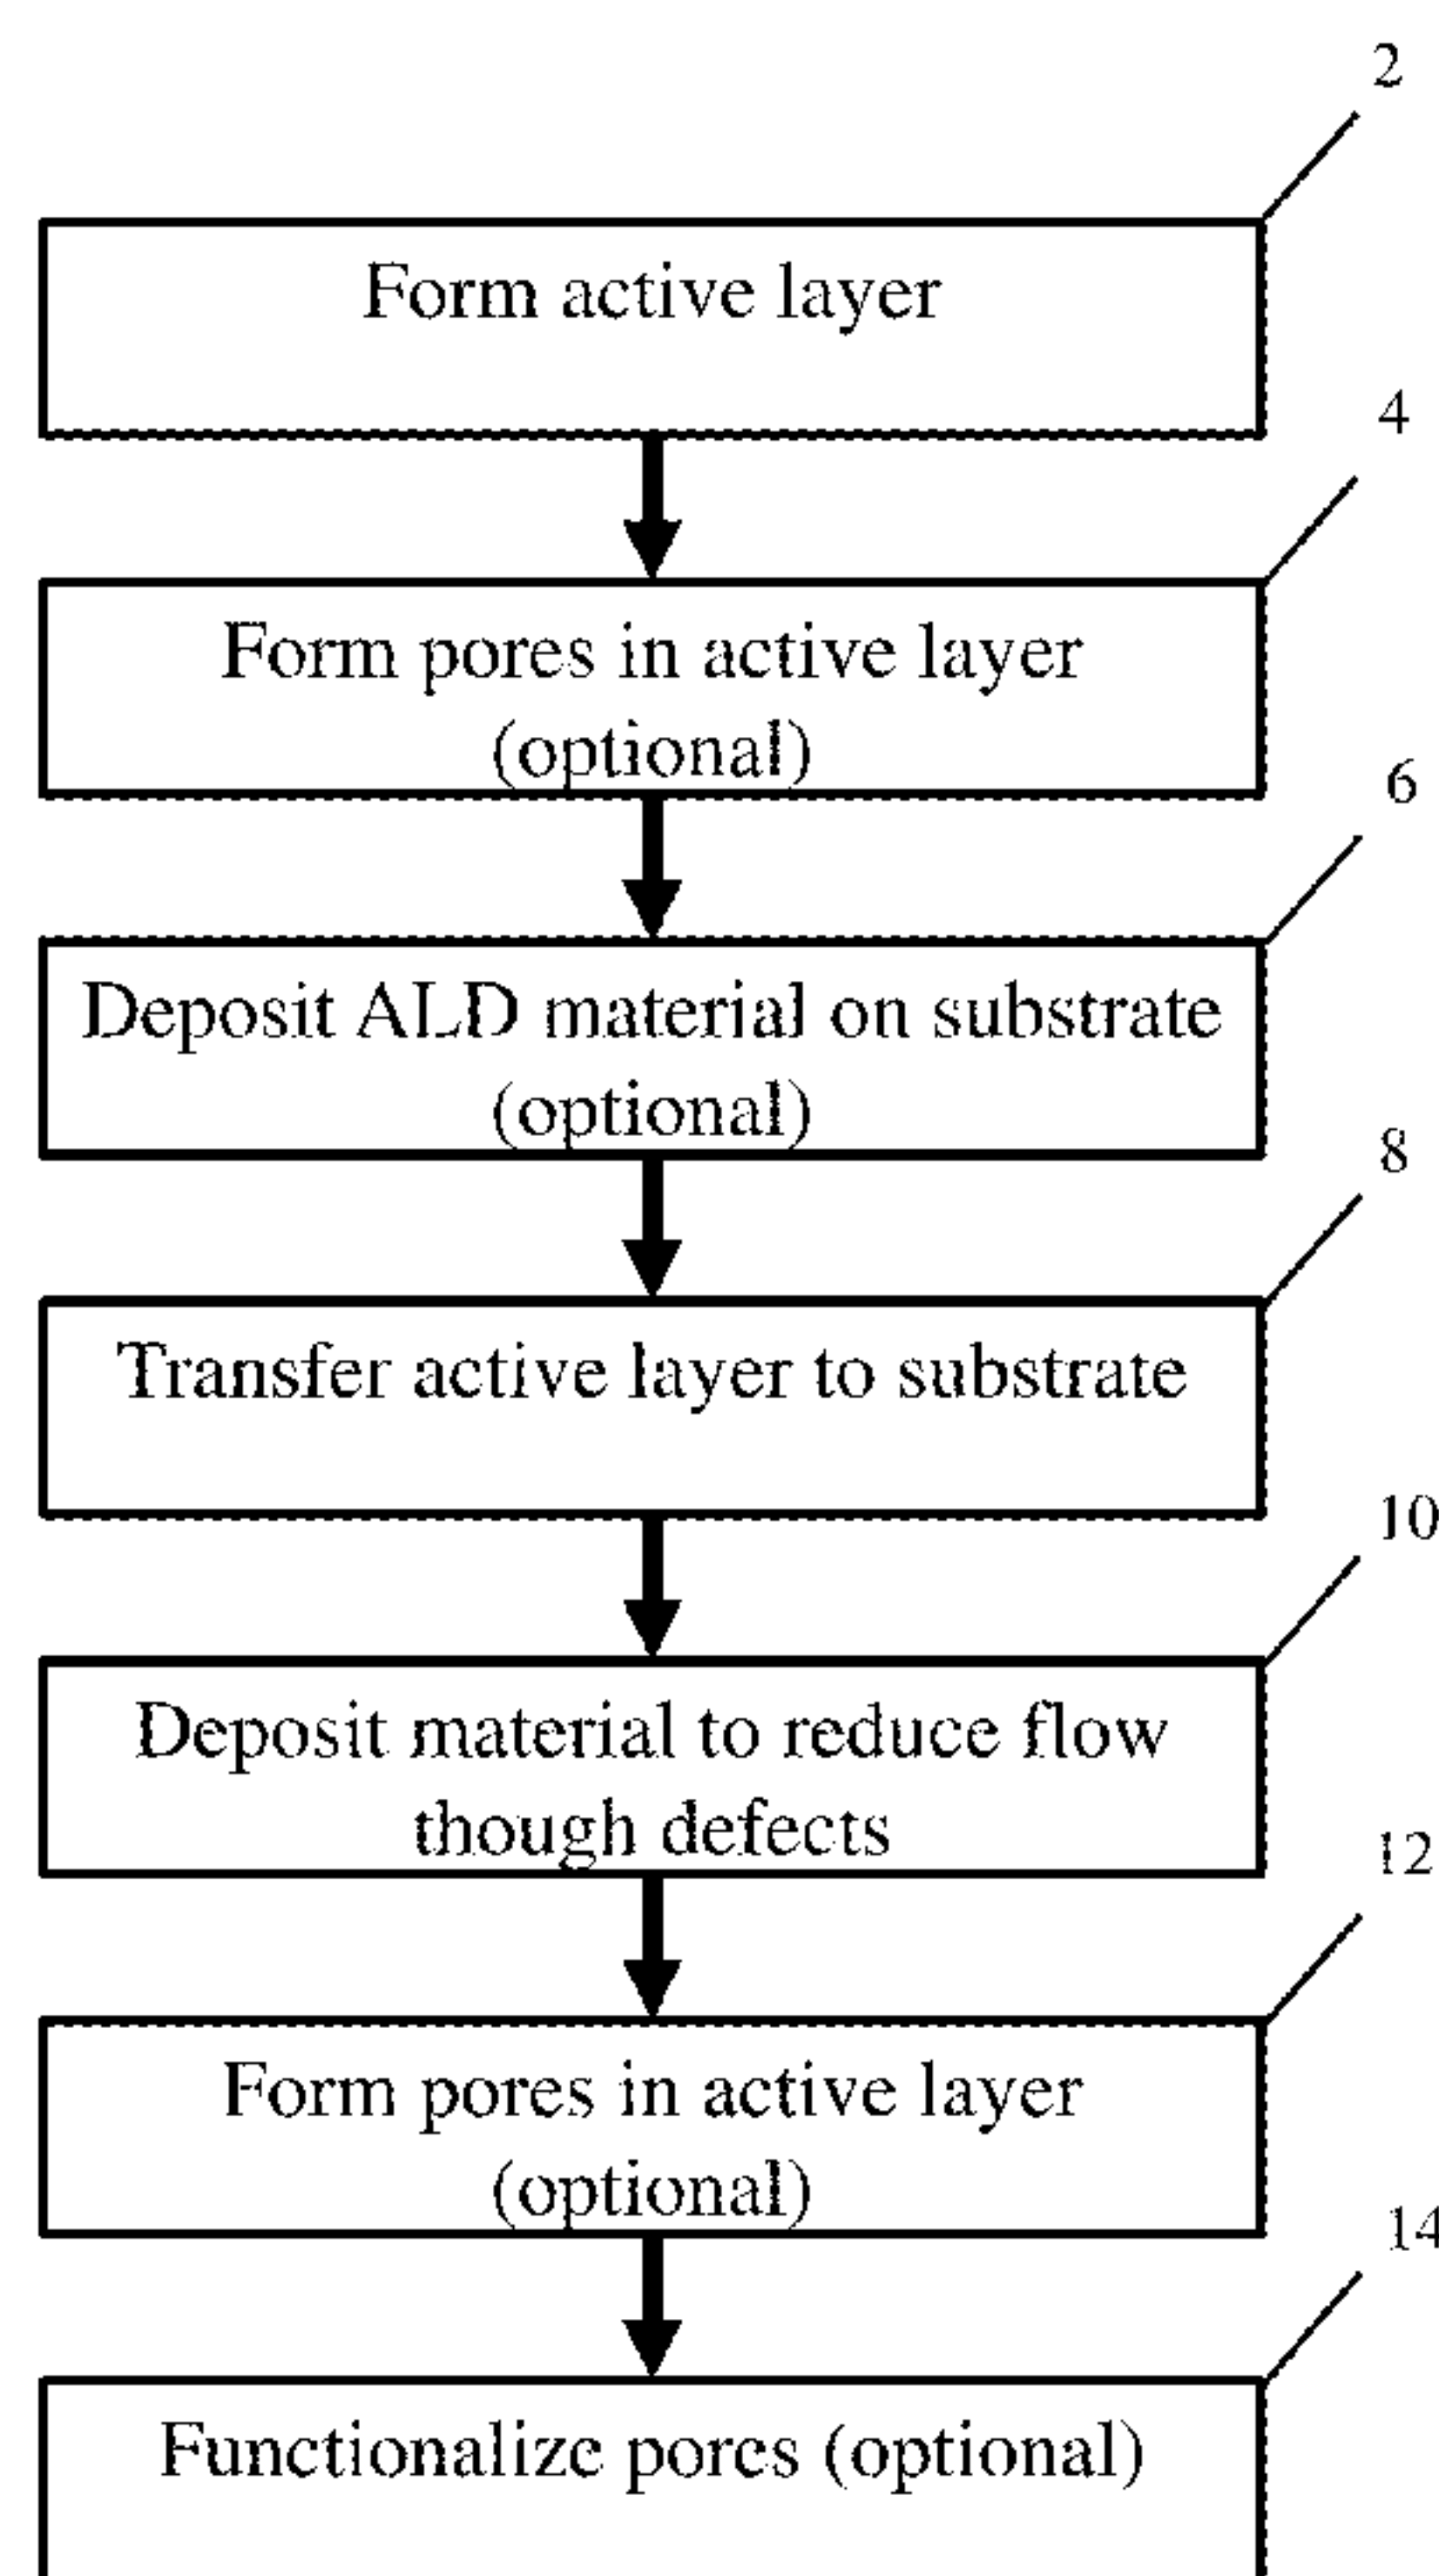 2
Form active layer
4
Form pores in active layer
(optional)
6
Deposit ALD material on substrate
(optional)
8
Transfer active layer to substrate
10
Deposit material to reduce flow
though defects
12
Form pores in active layer
(optional)
14
Functionalize pores (optional)